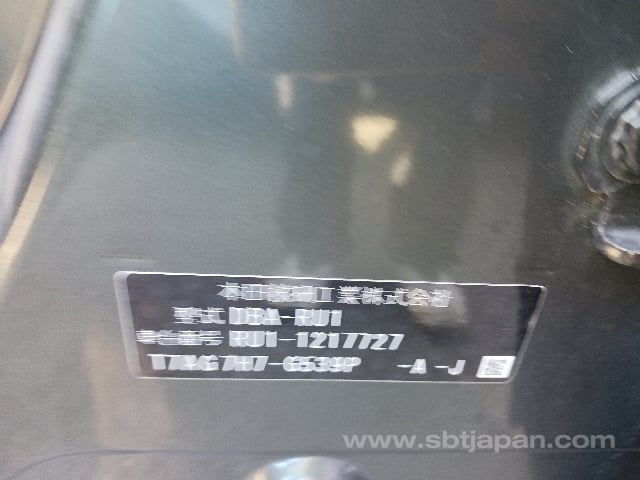 本田技研工業株式会社
型式 DBA-RU1
車台番号 RU1-1217727
-A -J
www.sbtjapan.com